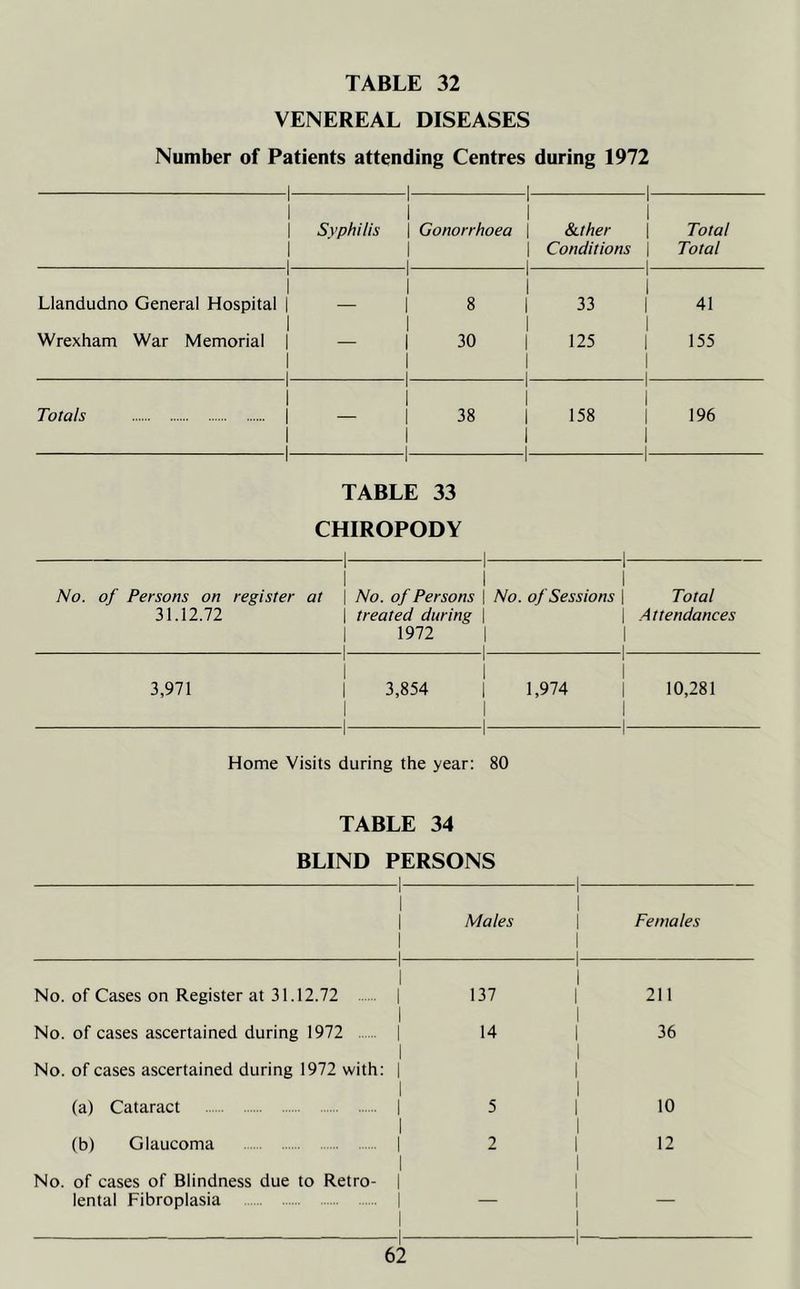 TABLE 32
VENEREAL DISEASES
Number of Patients attending Centres during 1972
Syphilis Gonorrhoea &ther Total
Conditions Total
Llandudno General Hospital — 8 33 41
Wrexham War Memorial — 30 125 155
Totals ...... ...... ...... ...... — 38 158 196
TABLE 33
CHIROPODY
No. of Persons on register at No. of Persons No. of Sessions Total
31.12.72 treated during Attendances
1972
3,971 3,854 1,974 10,281
Home Visits during the year: 80
TABLE 34
BLIND PERSONS
Males Females
No. of Cases on Register at 31.12.72 ...... 137 211
No. of cases ascertained during 1972 ...... 14 36
No. of cases ascertained during 1972 with:
(a) Cataract ...... ...... ...... ...... ...... 5 10
(b) Glaucoma ...... ...... ...... ...... 2 12
No. of cases of Blindness due to Retro-
lental Fibroplasia ...... ...... ...... ...... — —
62